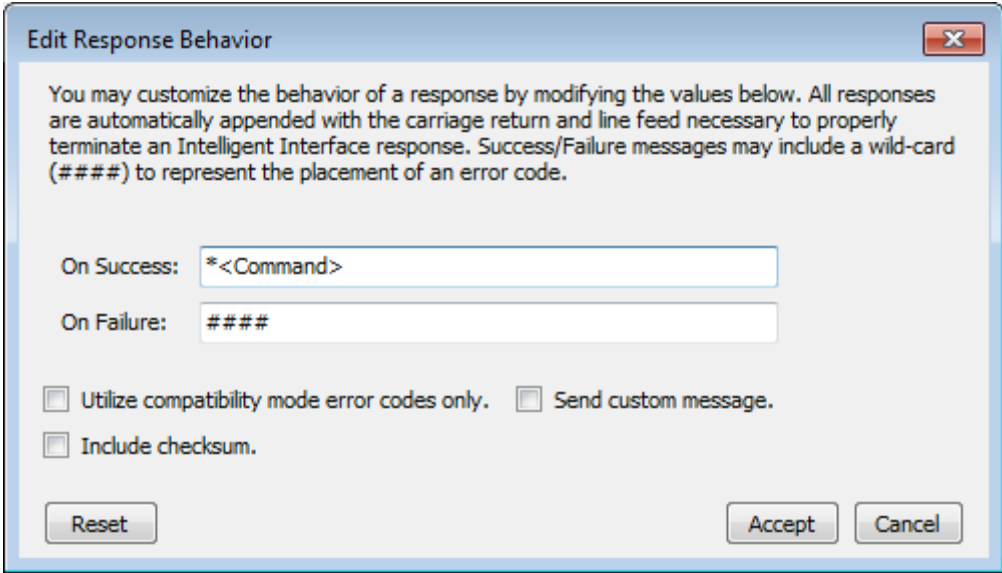 Edit Response Behavior
You may customize the behavior of a response by modifying the values below. All responses
are automatically appended with the carriage return and line feed necessary to properly
terminate an Intelligent Interface response. Success/Failure messages may include a wild-card
(####) to represent the placement of an error code.
On Success: *<Command>
On Failure: ####
Utilize compatibility mode error codes only. Send custom message.
Include checksum.
Reset Accept Cancel